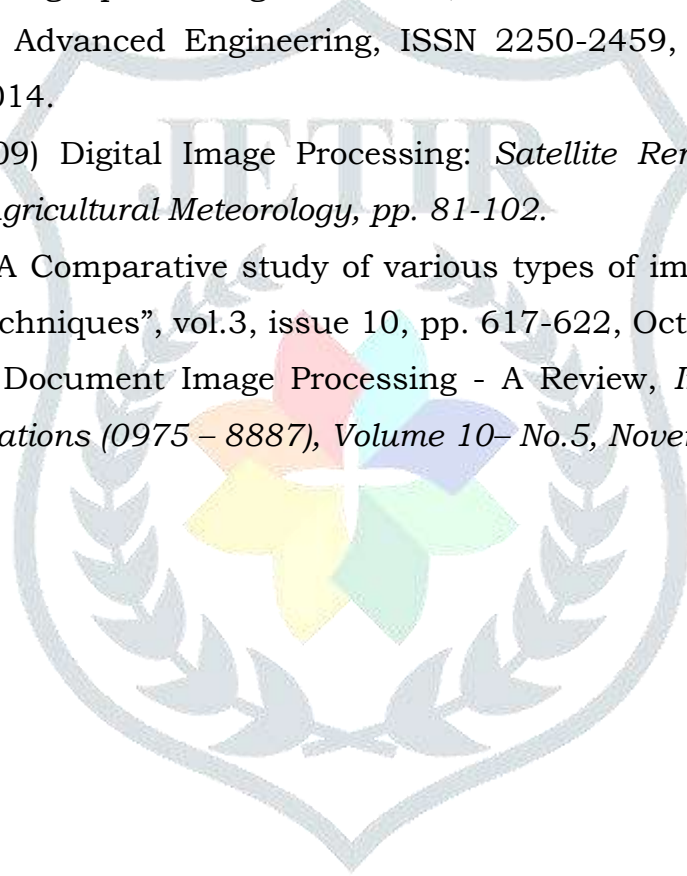 Advanced Engineering, ISSN 2250-2459,
014.
09) Digital Image Processing: Satellite Rer
gricultural Meteorology, pp. 81-102.
JETIR
A Comparative study of various types of im
chniques”, vol.3, issue 10, pp. 617-622, Oct
Document Image Processing - A Review, I
ations (0975 – 8887), Volume 10– No.5, Nove